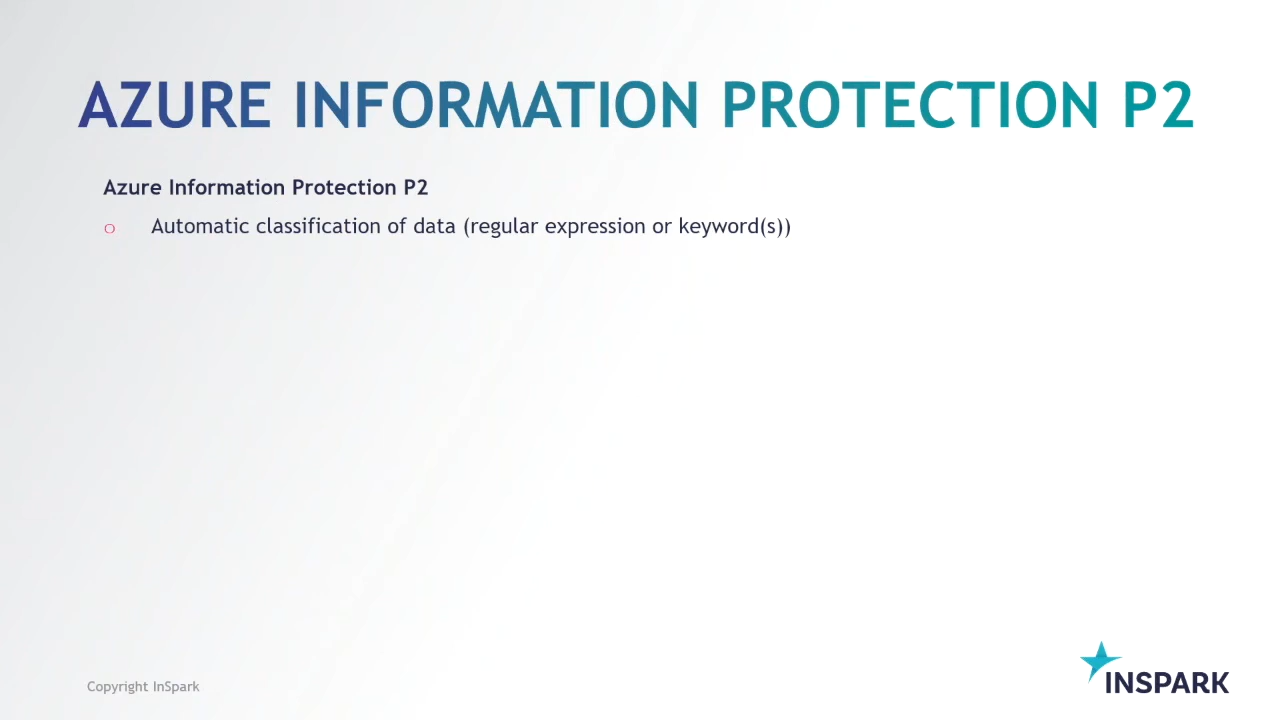 AZURE INFORMATION PROTECTION P2
Azure Information Protection P2
o Automatic classification of data (regular expression or keyword(s))
Copyright InSpark
INSPARK